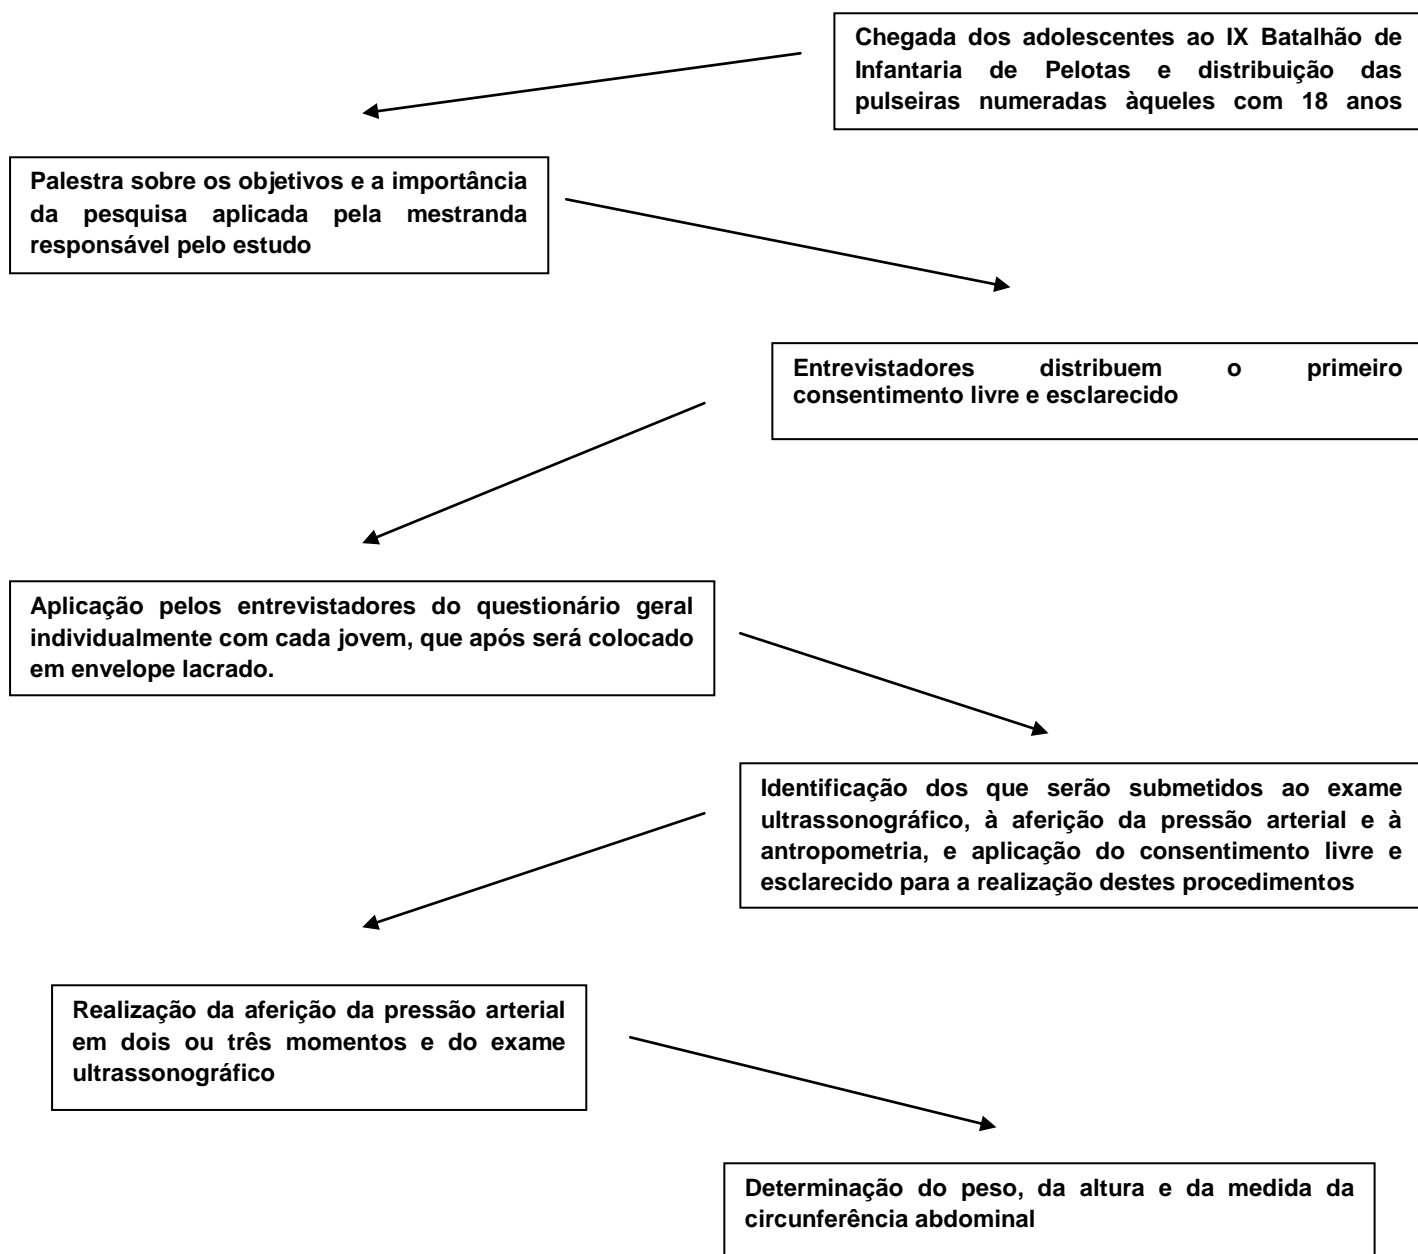 Chegada dos adolescentes ao IX Batalhão de
Infantaria de Pelotas e distribuição das
pulseiras numeradas àqueles com 18 anos
Palestra sobre os objetivos e a importância
da pesquisa aplicada pela mestranda
responsável pelo estudo
Entrevistadores distribuem o primeiro
consentimento livre e esclarecido
Aplicação pelos entrevistadores do questionário geral
individualmente com cada jovem, que após será colocado
em envelope lacrado.
Identificação dos que serão submetidos ao exame
ultrassonográfico, à aferição da pressão arterial e à
antropometria, e aplicação do consentimento livre e
esclarecido para a realização destes procedimentos
Realização da aferição da pressão arterial
em dois ou três momentos e do exame
ultrassonográfico
Determinação do peso, da altura e da medida da
circunferência abdominal